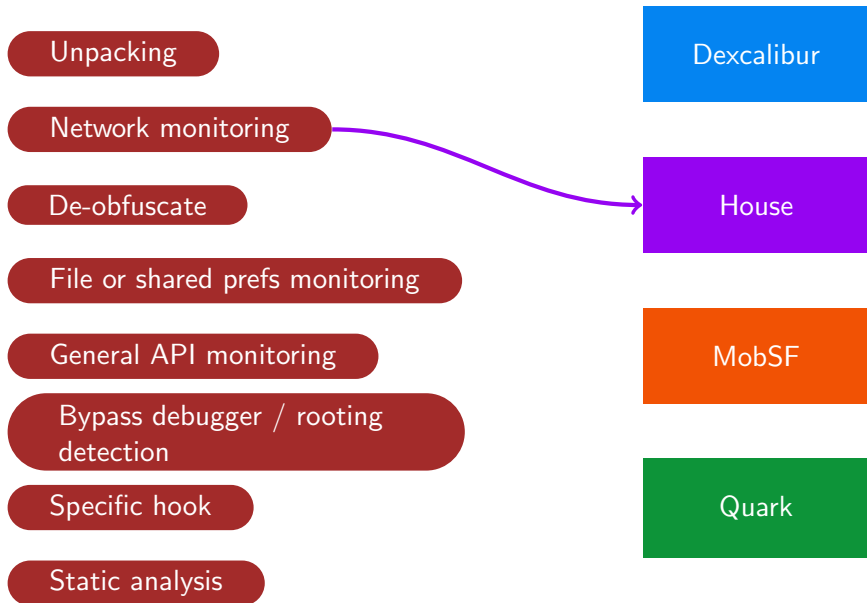 Unpacking
Network monitoring
De-obfuscate
File or shared prefs monitoring
General API monitoring
Bypass debugger / rooting
detection
Specific hook
Static analysis
Dexcalibur
House
MobSF
Quark